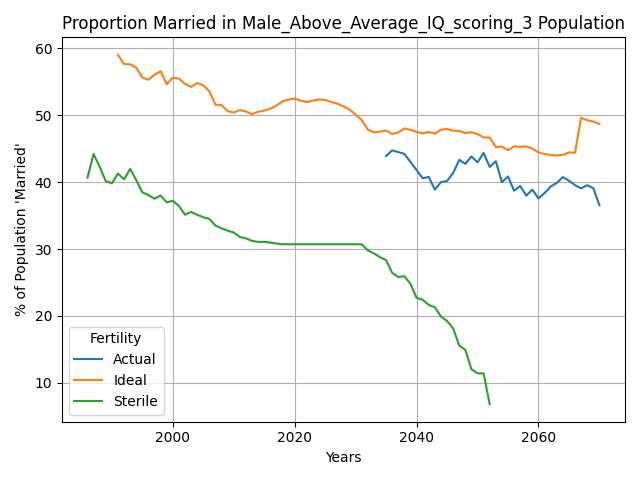 Proportion Married in Male_Above_Average_IQ_scoring_3 Population
% of Population 'Married'
60
50
40
30
20
10
Fertility
Actual
Ideal
Sterile
2000
2020
2040
2060
Years